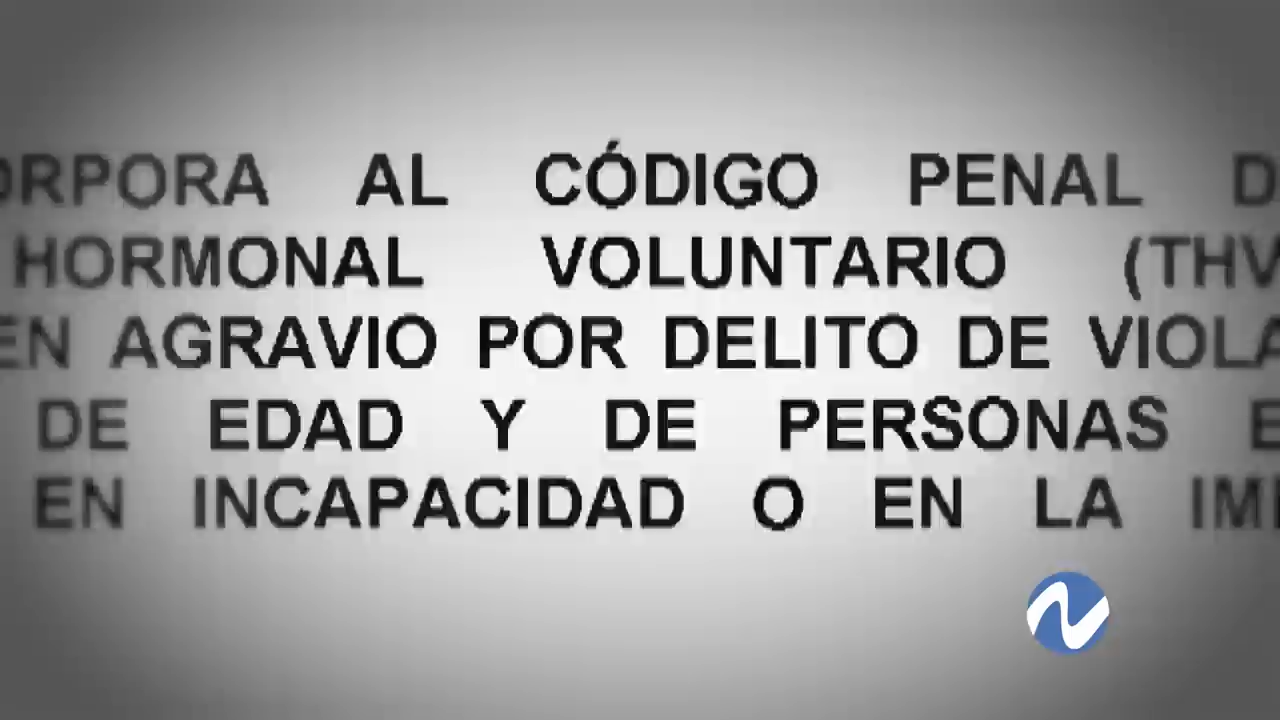 ORPORA AL CÓDIGO PENAL D
HORMONAL VOLUNTARIO (THV
EN AGRAVIO POR DELITO DE VIOLA
DE EDAD Y DE PERSONAS E
EN INCAPACIDAD O EN LA IM